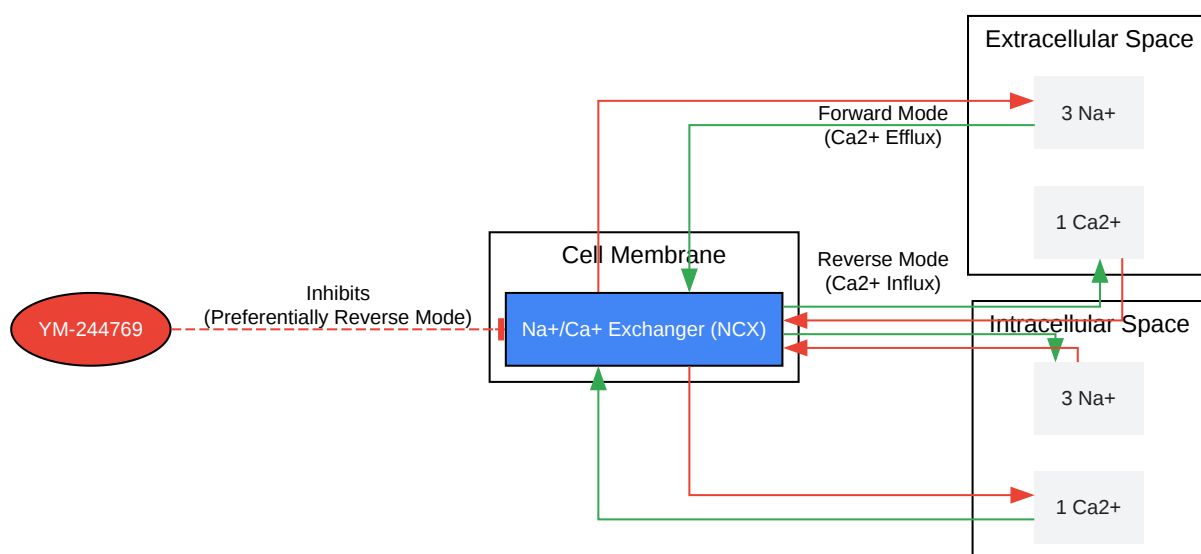 Extracellular Space
3 Na+
Forward Mode
(Ca2+ Efflux)
1 Ca2+
Cell Membrane
Reverse Mode
(Ca2+ Influx)
Inhibits
(Preferentially Reverse Mode)
YM-244769
Na+/Ca+ Exchanger (NCX)
Intracellular Space
3 Na+
1 Ca2+